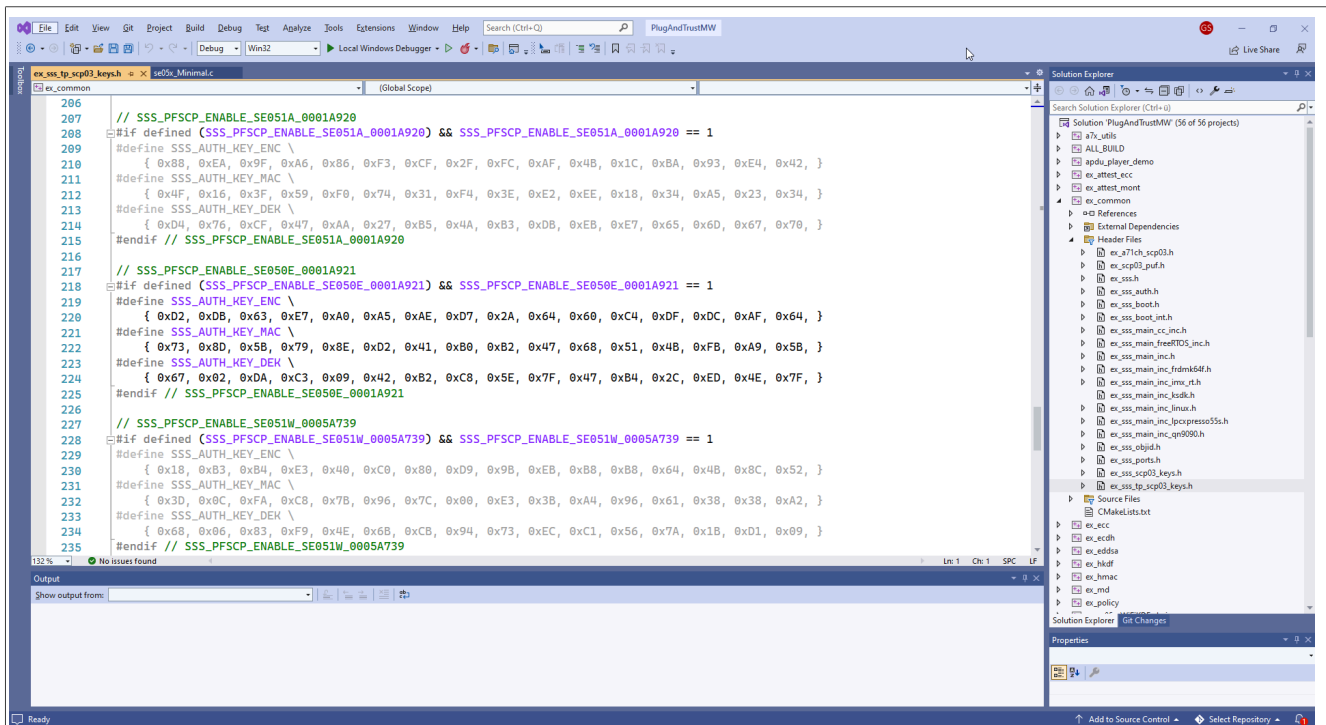 File Edit View Git Project Build Debug Test Analyze Tools Extensions Window Help Search (Ctrl+Q) PlugAndTrustMW GS
Debug Win32 Local Windows Debugger Live Share
Toolbox
ex_sss_tp_scp03_keys.h se05x_Minimal.c
ex_common (Global Scope)
206
207 // SSS_PFSCP_ENABLE_SE051A_0001A920
208 #if defined (SSS_PFSCP_ENABLE_SE051A_0001A920) && SSS_PFSCP_ENABLE_SE051A_0001A920 == 1
209 #define SSS_AUTH_KEY_ENC \
210 { 0x88, 0xEA, 0x9F, 0xA6, 0x86, 0xF3, 0xCF, 0x2F, 0xFC, 0xAF, 0x4B, 0x1C, 0xBA, 0x93, 0xE4, 0x42, }
211 #define SSS_AUTH_KEY_MAC \
212 { 0x4F, 0x16, 0x3F, 0x59, 0xF0, 0x74, 0x31, 0xF4, 0x3E, 0xE2, 0xEE, 0x18, 0x34, 0xA5, 0x23, 0x34, }
213 #define SSS_AUTH_KEY_DEK \
214 { 0xD4, 0x76, 0xCF, 0x47, 0xAA, 0x27, 0xB5, 0x4A, 0xB3, 0xDB, 0xEB, 0xE7, 0x65, 0x6D, 0x67, 0x70, }
215 #endif // SSS_PFSCP_ENABLE_SE051A_0001A920
216
217 // SSS_PFSCP_ENABLE_SE050E_0001A921
218 #if defined (SSS_PFSCP_ENABLE_SE050E_0001A921) && SSS_PFSCP_ENABLE_SE050E_0001A921 == 1
219 #define SSS_AUTH_KEY_ENC \
220 { 0xD2, 0xDB, 0x63, 0xE7, 0xA0, 0xA5, 0xAE, 0xD7, 0x2A, 0x64, 0x60, 0xC4, 0xDF, 0xDC, 0xAF, 0x64, }
221 #define SSS_AUTH_KEY_MAC \
222 { 0x73, 0x8D, 0x5B, 0x79, 0x8E, 0xD2, 0x41, 0xB0, 0xB2, 0x47, 0x68, 0x51, 0x4B, 0xFB, 0xA9, 0x5B, }
223 #define SSS_AUTH_KEY_DEK \
224 { 0x67, 0x02, 0xDA, 0xC3, 0x09, 0x42, 0xB2, 0xC8, 0x5E, 0x7F, 0x47, 0xB4, 0x2C, 0xED, 0x4E, 0x7F, }
225 #endif // SSS_PFSCP_ENABLE_SE050E_0001A921
226
227 // SSS_PFSCP_ENABLE_SE051W_0005A739
228 #if defined (SSS_PFSCP_ENABLE_SE051W_0005A739) && SSS_PFSCP_ENABLE_SE051W_0005A739 == 1
229 #define SSS_AUTH_KEY_ENC \
230 { 0x18, 0xB3, 0xB4, 0xE3, 0x40, 0xC0, 0x80, 0xD9, 0x9B, 0xEB, 0xB8, 0xB8, 0x64, 0x4B, 0x8C, 0x52, }
231 #define SSS_AUTH_KEY_MAC \
232 { 0x3D, 0x0C, 0xFA, 0xC8, 0x7B, 0x96, 0x7C, 0x00, 0xE3, 0x3B, 0xA4, 0x96, 0x61, 0x38, 0x38, 0xA2, }
233 #define SSS_AUTH_KEY_DEK \
234 { 0x68, 0x06, 0x83, 0xF9, 0x4E, 0x6B, 0xCB, 0x94, 0x73, 0xEC, 0xC1, 0x56, 0x7A, 0x1B, 0xD1, 0x09, }
235 #endif // SSS_PFSCP_ENABLE_SE051W_0005A739
132 % No issues found Ln: 1 Ch: 1 SPC LF
Output
Show output from:
Solution Explorer
Search Solution Explorer (Ctrl+ü)
Solution 'PlugAndTrustMW' (56 of 56 projects)
a7x_utils
ALL_BUILD
apdu_player_demo
ex_attest_ecc
ex_attest_mont
ex_common
References
External Dependencies
Header Files
ex_a71ch_scp03.h
ex_scp03_puf.h
ex_sss.h
ex_sss_auth.h
ex_sss_boot.h
ex_sss_boot_int.h
ex_sss_main_cc_inc.h
ex_sss_main_freeRTOS_inc.h
ex_sss_main_inc.h
ex_sss_main_inc_frdmk64f.h
ex_sss_main_inc_imx_rt.h
ex_sss_main_inc_ksdk.h
ex_sss_main_inc_linux.h
ex_sss_main_inc_lpcxpresso55s.h
ex_sss_main_inc_qn9090.h
ex_sss_objid.h
ex_sss_ports.h
ex_sss_scp03_keys.h
ex_sss_tp_scp03_keys.h
Source Files
CMakeLists.txt
ex_ecc
ex_ecdh
ex_eddsa
ex_hkdf
ex_hmac
ex_md
ex_policy
Solution Explorer Git Changes
Properties
Ready Add to Source Control Select Repository 1